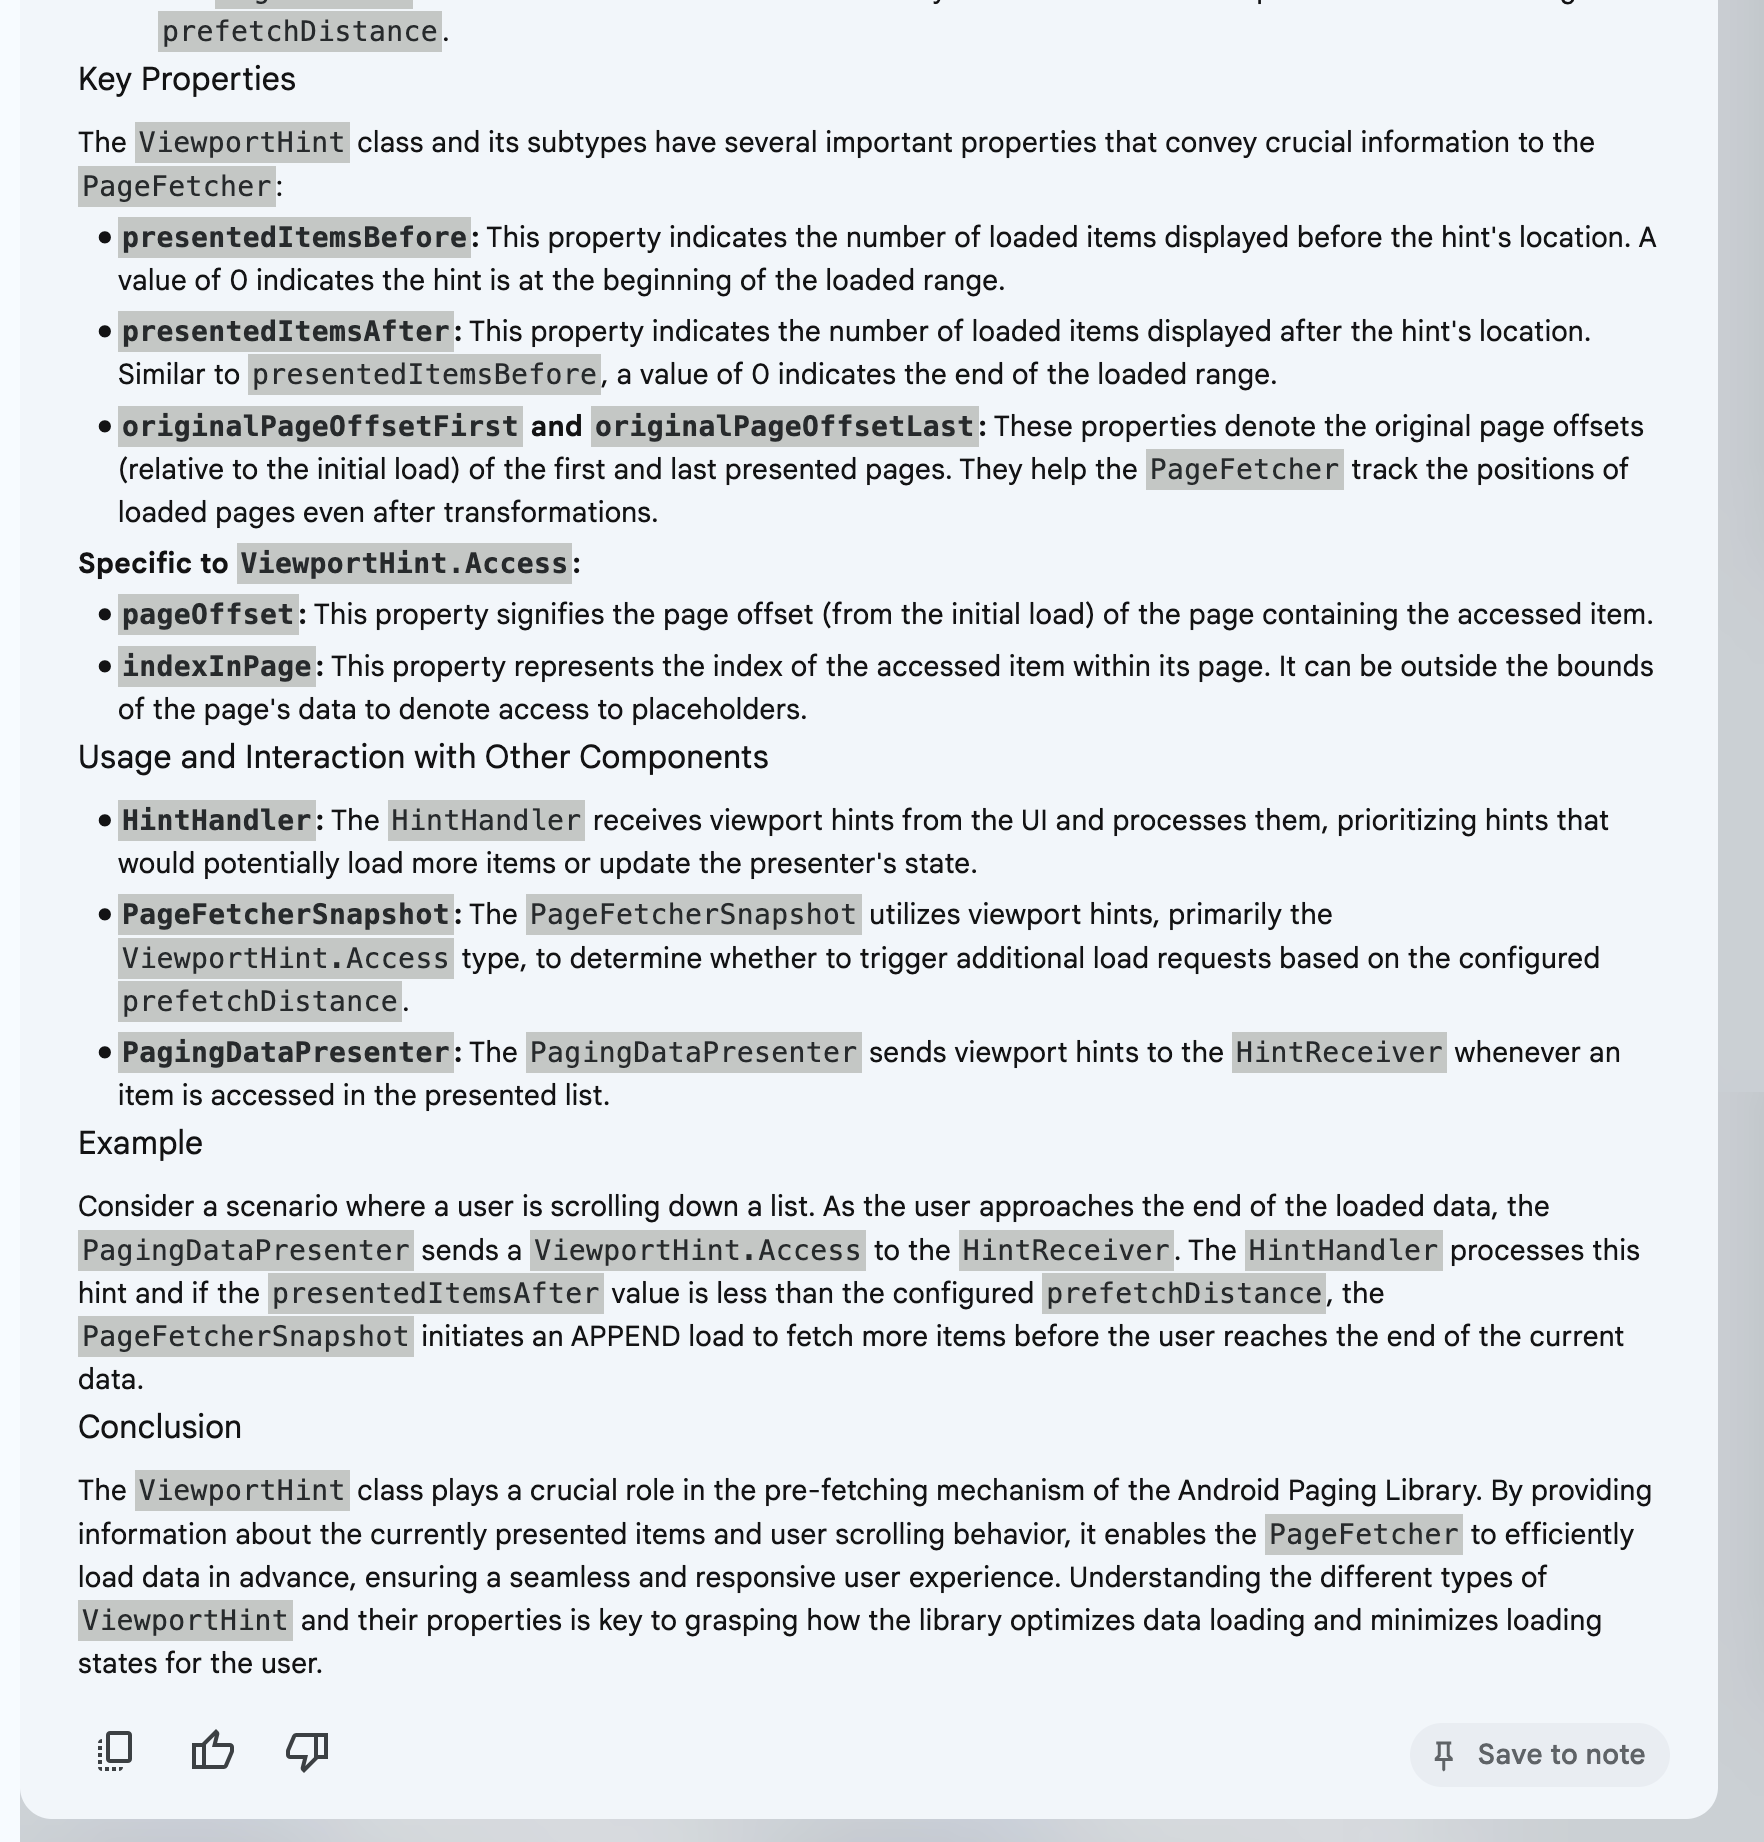 prefetchDistance.
Key Properties
The ViewportHint class and its subtypes have several important properties that convey crucial information to the
PageFetcher:
• presentedItemsBefore: This property indicates the number of loaded items displayed before the hint's location. A
value of 0 indicates the hint is at the beginning of the loaded range.
• presentedItemsAfter: This property indicates the number of loaded items displayed after the hint's location.
Similar to presentedItemsBefore, a value of 0 indicates the end of the loaded range.
• originalPageOffsetFirst and originalPageOffsetLast: These properties denote the original page offsets
(relative to the initial load) of the first and last presented pages. They help the PageFetcher track the positions of
loaded pages even after transformations.
Specific to ViewportHint.Access:
• pageOffset: This property signifies the page offset (from the initial load) of the page containing the accessed item.
• indexInPage: This property represents the index of the accessed item within its page. It can be outside the bounds
of the page's data to denote access to placeholders.
Usage and Interaction with Other Components
• HintHandler: The HintHandler receives viewport hints from the UI and processes them, prioritizing hints that
would potentially load more items or update the presenter's state.
• PageFetcherSnapshot: The PageFetcherSnapshot utilizes viewport hints, primarily the
ViewportHint.Access type, to determine whether to trigger additional load requests based on the configured
prefetchDistance.
• PagingDataPresenter: The PagingDataPresenter sends viewport hints to the HintReceiver whenever an
item is accessed in the presented list.
Example
Consider a scenario where a user is scrolling down a list. As the user approaches the end of the loaded data, the
PagingDataPresenter sends a ViewportHint.Access to the HintReceiver. The HintHandler processes this
hint and if the presentedItemsAfter value is less than the configured prefetchDistance, the
PageFetcherSnapshot initiates an APPEND load to fetch more items before the user reaches the end of the current
data.
Conclusion
The ViewportHint class plays a crucial role in the pre-fetching mechanism of the Android Paging Library. By providing
information about the currently presented items and user scrolling behavior, it enables the PageFetcher to efficiently
load data in advance, ensuring a seamless and responsive user experience. Understanding the different types of
ViewportHint and their properties is key to grasping how the library optimizes data loading and minimizes loading
states for the user.
Save to note